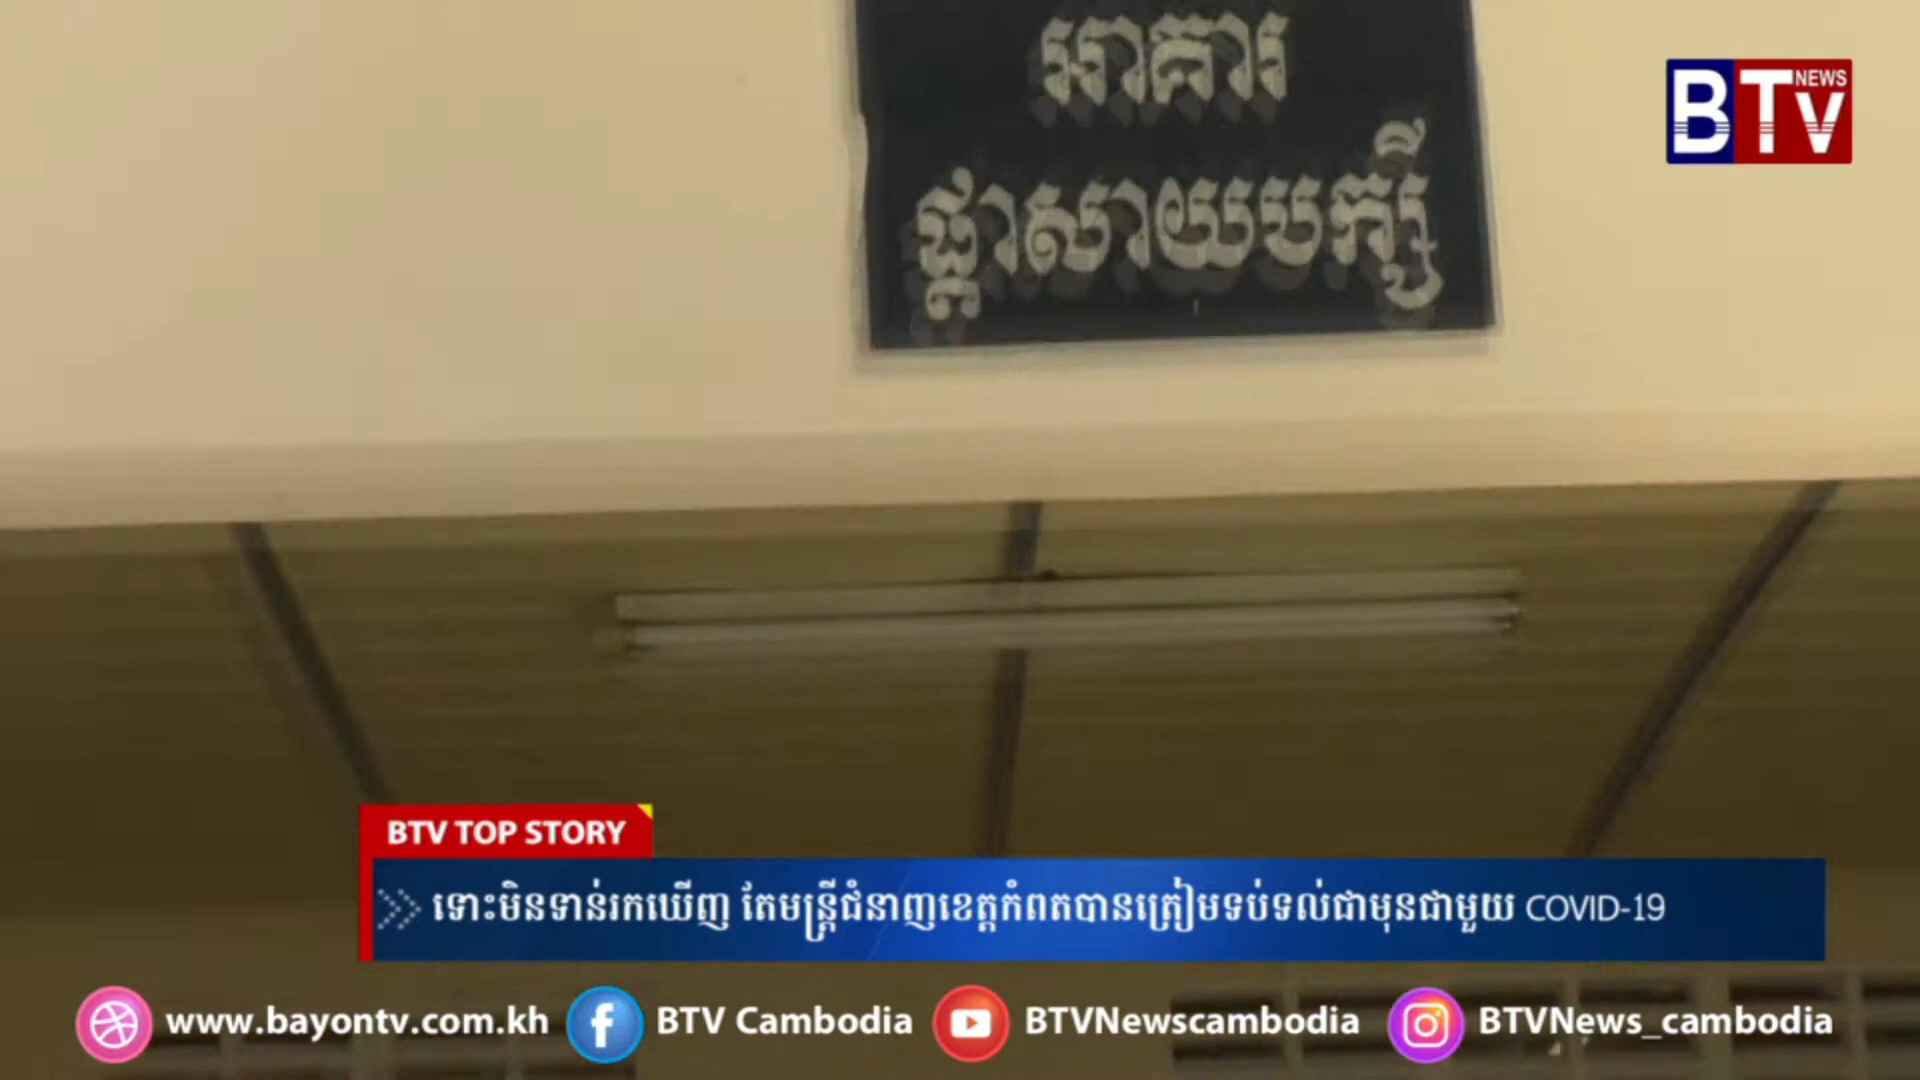 អាគារ
ផ្តាសាយបក្សី
BTV NEWS
BTV TOP STORY
ទោះមិនទាន់រកឃើញ តែមន្ត្រីជំនាញខេត្តកំពតបានត្រៀមទប់ទល់ជាមុនជាមួយ COVID-19
www.bayontv.com.kh BTV Cambodia BTVNewscambodia BTVNews_cambodia